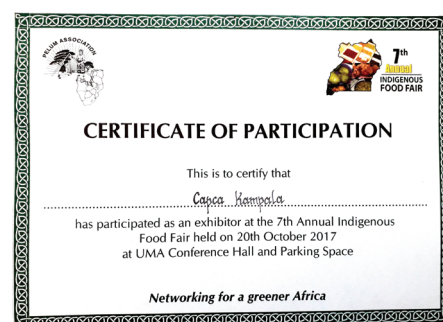 PELUM ASSOCIATION
7th
Annual
INDIGENOUS
FOOD FAIR
CERTIFICATE OF PARTICIPATION
This is to certify that
Capca Kampala
has participated as an exhibitor at the 7th Annual Indigenous
Food Fair held on 20th October 2017
at UMA Conference Hall and Parking Space
Networking for a greener Africa